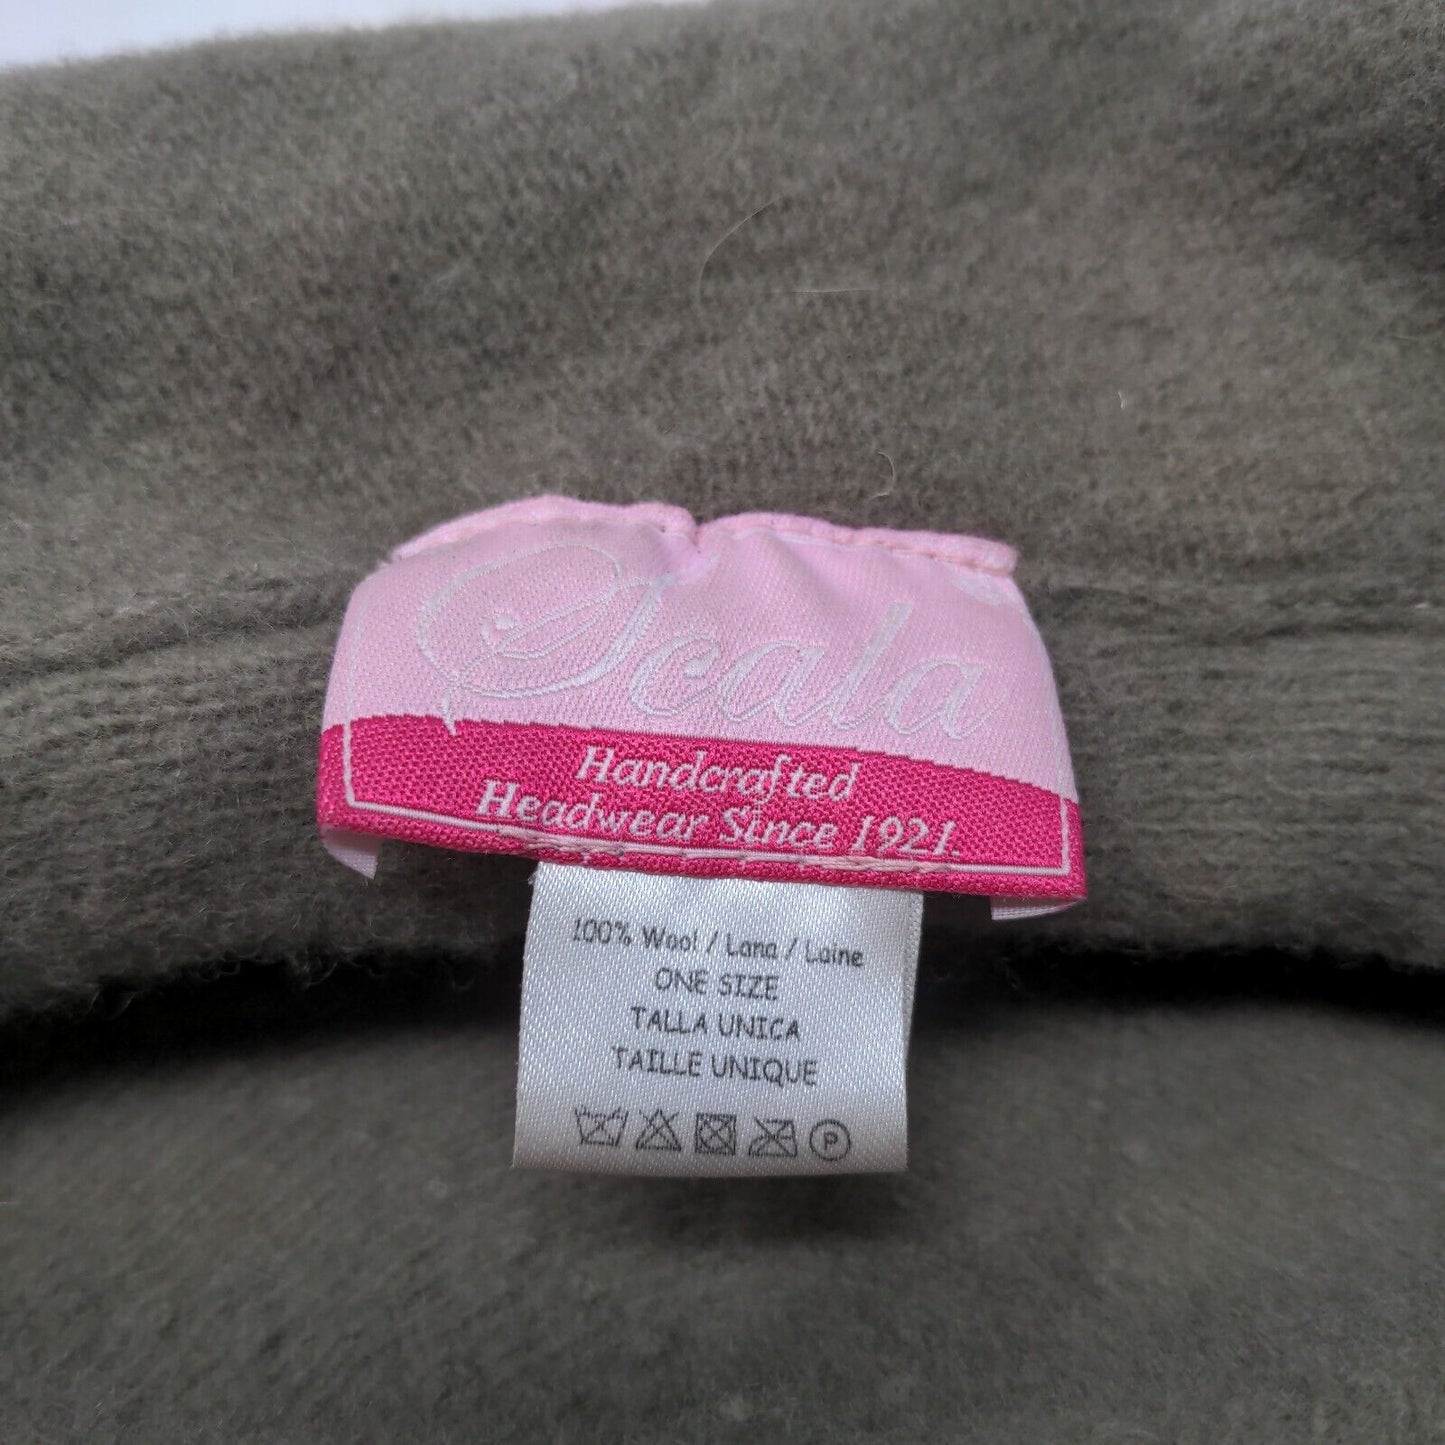 Scala
Handcrafted
Headwear Since 1921.
100% Wool / Lana / Laine
ONE SIZE
TALLA UNICA
TAILLE UNIQUE
P